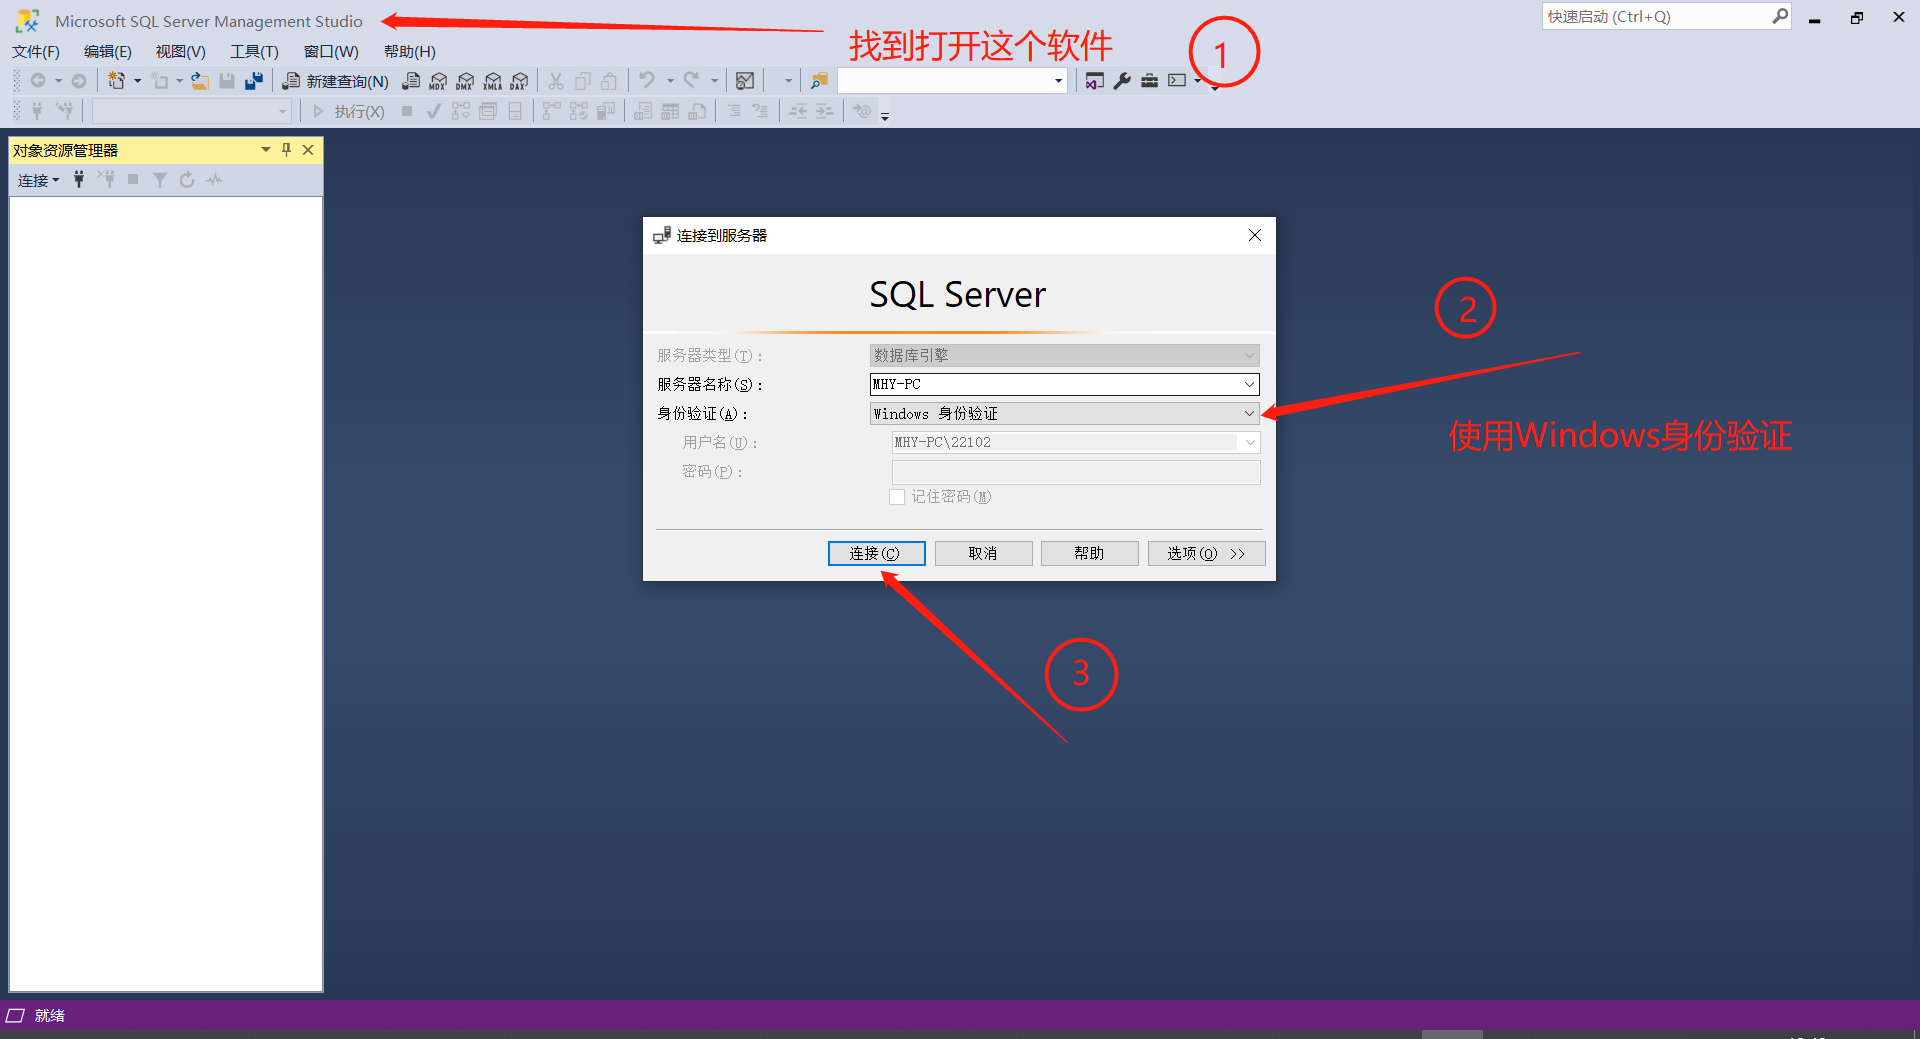 Microsoft SQL Server Management Studio
快速启动 (Ctrl+Q)
找到打开这个软件
1
文件(F) 编辑(E) 视图(V) 工具(T) 窗口(W) 帮助(H)
新建查询(N) MDX DMX XMLA DAX
执行(X)
对象资源管理器
连接
连接到服务器
SQL Server
服务器类型(T): 数据库引擎
服务器名称(S): MHY-PC
身份验证(A): Windows 身份验证
用户名(U): MHY-PC\22102
密码(P):
记住密码(M)
连接(C) 取消 帮助 选项(O) >>
2
使用Windows身份验证
3
就绪